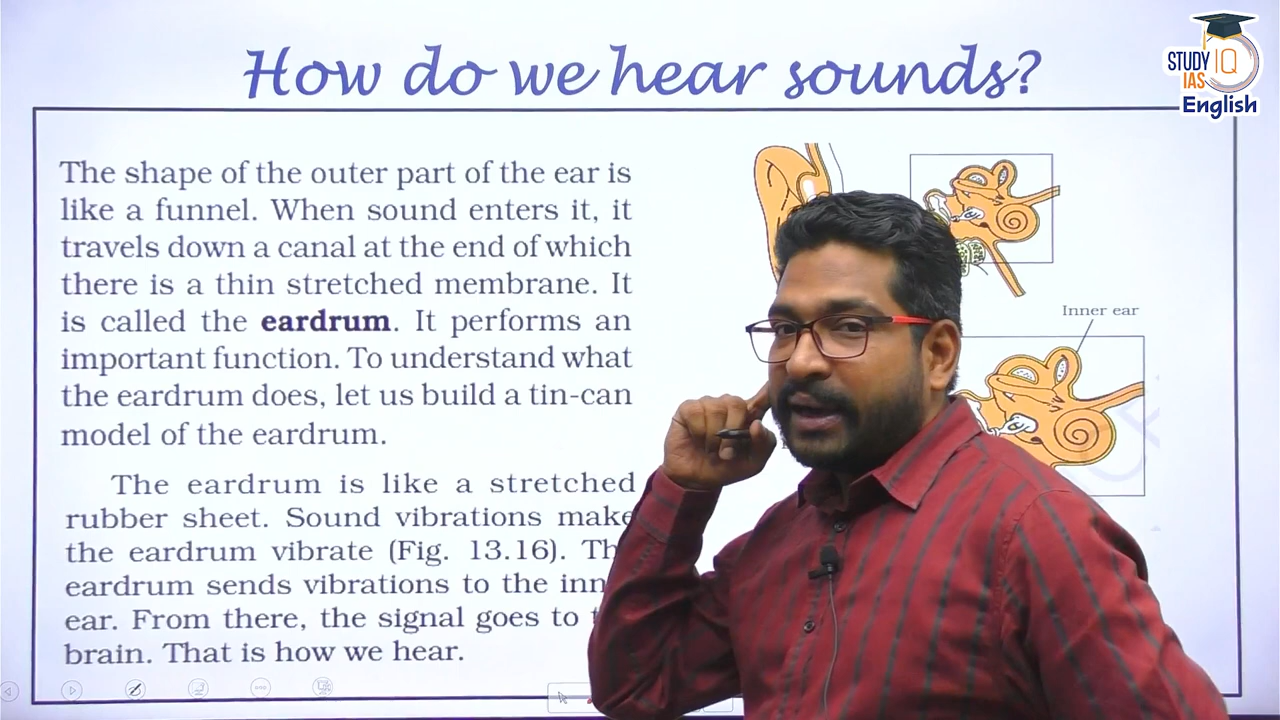 How do we hear sounds?
STUDY IQ
IAS
English
The shape of the outer part of the ear is
like a funnel. When sound enters it, it
travels down a canal at the end of which
there is a thin stretched membrane. It
is called the eardrum. It performs an
important function. To understand what
the eardrum does, let us build a tin-can
model of the eardrum.
The eardrum is like a stretched
rubber sheet. Sound vibrations make
the eardrum vibrate (Fig. 13.16). Th
eardrum sends vibrations to the inn
ear. From there, the signal goes to t
brain. That is how we hear.
Inner ear